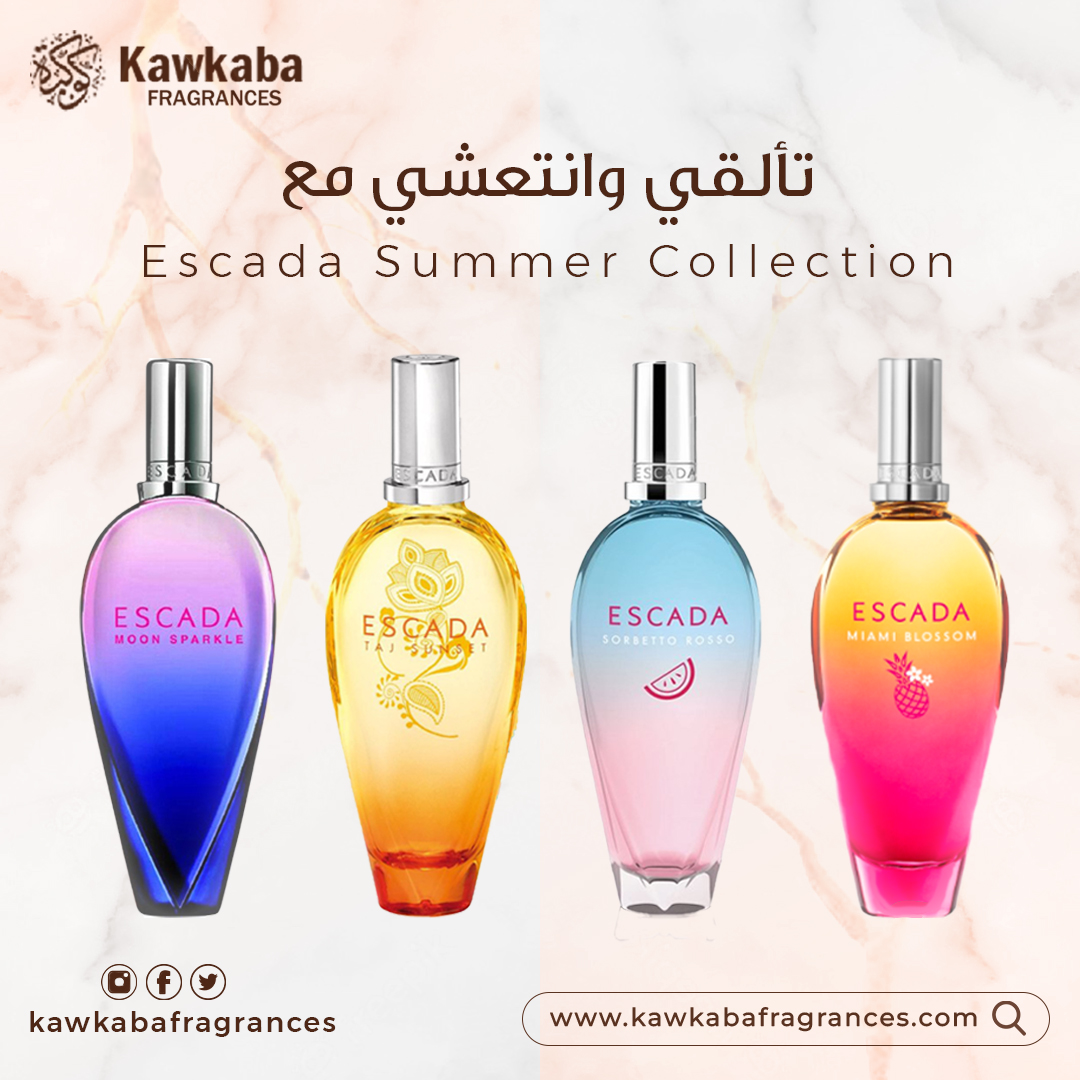 Kawkaba
FRAGRANCES
تألقي وانتعشي مع
Escada Summer Collection
ESCADA
ESCADA
ESCADA
ESCADA
ESCADA
MOON SPARKLE
ESCADA
TAJ SUNSET
ESCADA
SORBETTO ROSSO
ESCADA
MIAMI BLOSSOM
kawkabafragrances
www.kawkabafragrances.com